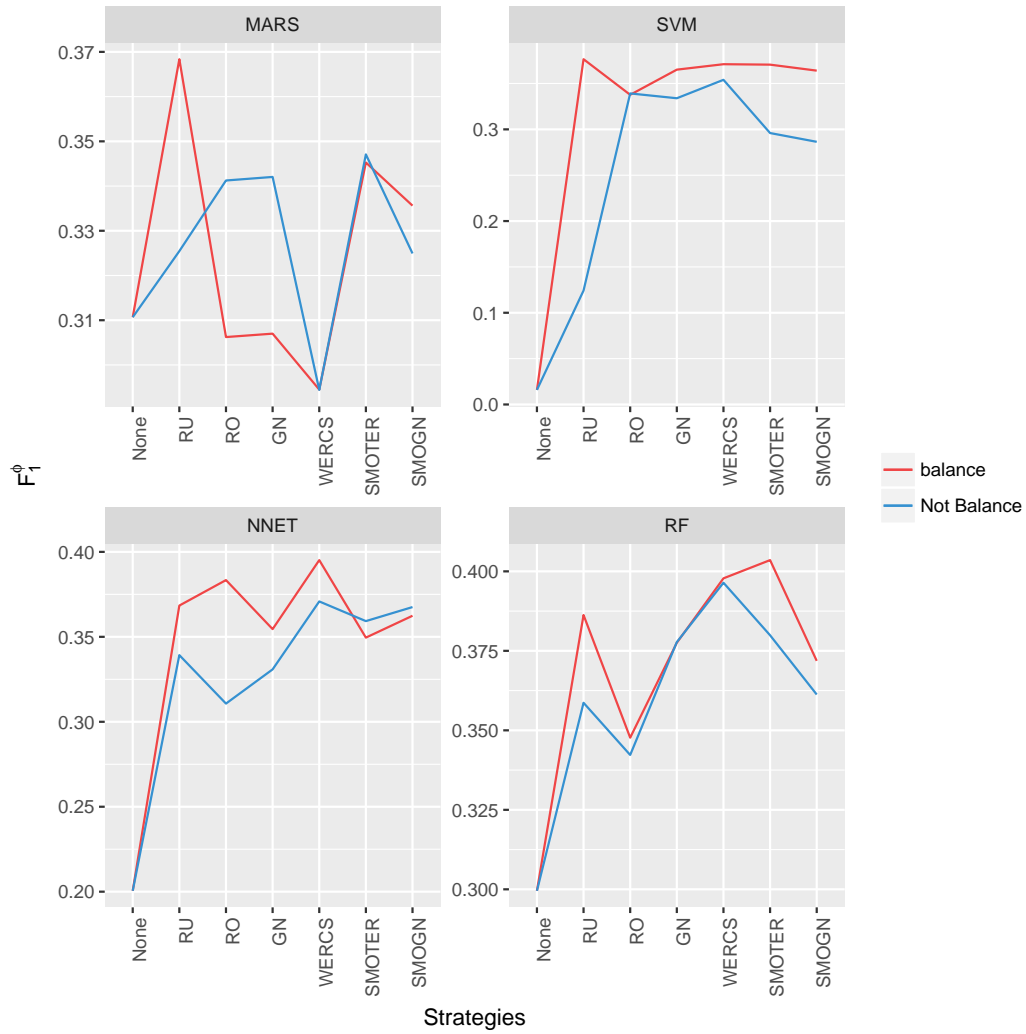 MARS
SVM
0.37
0.35
0.33
0.31
0.3
0.2
0.1
0.0
None
RU
RO
GN
WERCS
SMOTER
SMOGN
None
RU
RO
GN
WERCS
SMOTER
SMOGN
F₁^ϕ
balance
Not Balance
NNET
RF
0.40
0.35
0.30
0.25
0.20
0.400
0.375
0.350
0.325
0.300
None
RU
RO
GN
WERCS
SMOTER
SMOGN
None
RU
RO
GN
WERCS
SMOTER
SMOGN
Strategies